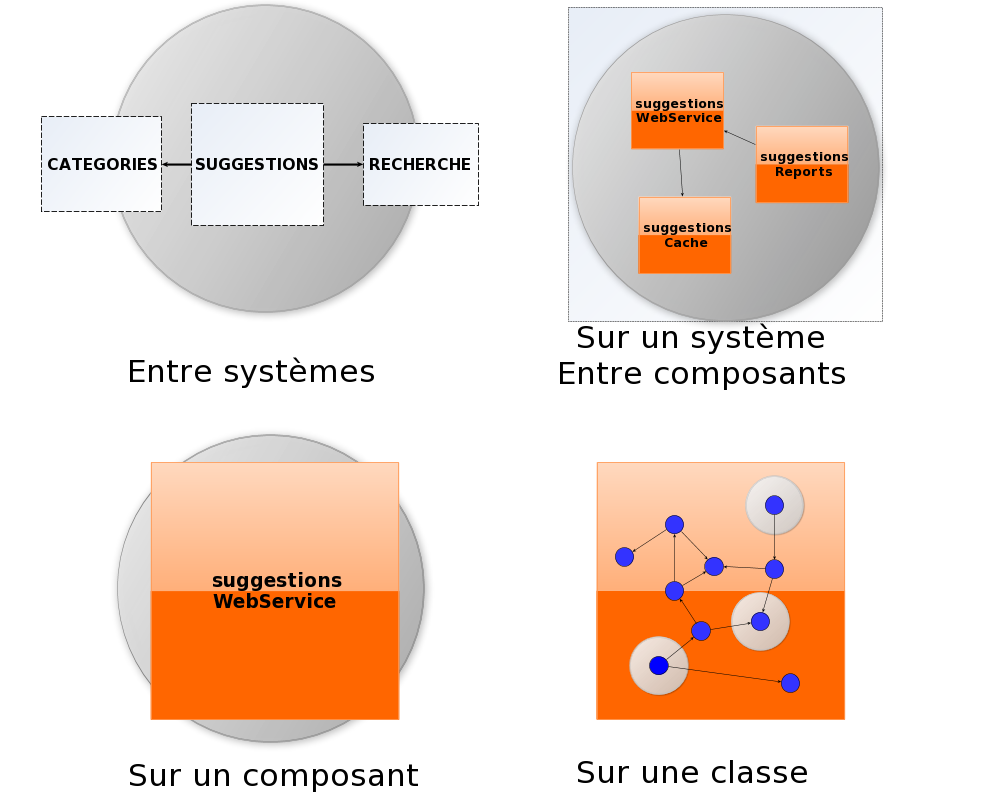 CATEGORIES
SUGGESTIONS
RECHERCHE
Entre systèmes
suggestions
WebService
suggestions
Reports
suggestions
Cache
Sur un système
Entre composants
suggestions
WebService
Sur un composant
Sur une classe